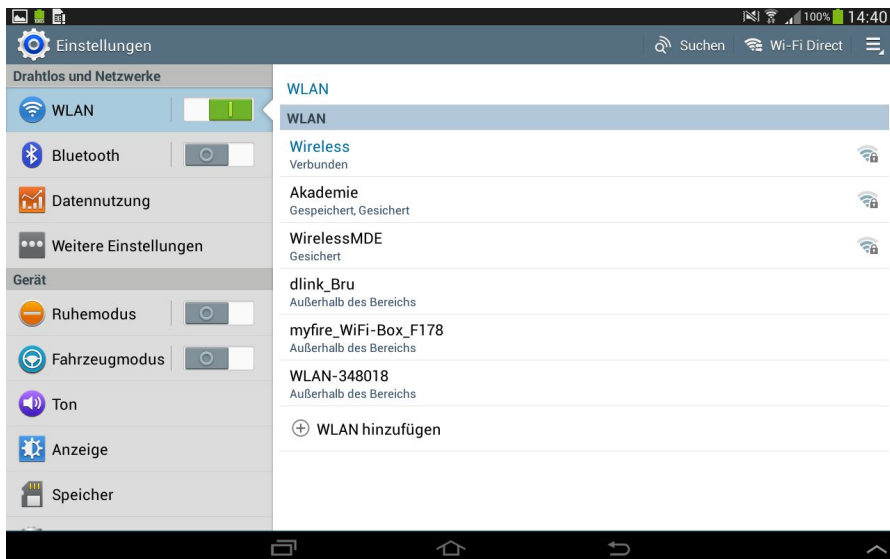 100% 14:40
Einstellungen
Suchen
Wi-Fi Direct
Drahtlos und Netzwerke
WLAN
Bluetooth
Datennutzung
Weitere Einstellungen
Gerät
Ruhemodus
Fahrzeugmodus
Ton
Anzeige
Speicher
WLAN
WLAN
Wireless
Verbunden
Akademie
Gespeichert, Gesichert
WirelessMDE
Gesichert
dlink_Bru
Außerhalb des Bereichs
myfire_WiFi-Box_F178
Außerhalb des Bereichs
WLAN-348018
Außerhalb des Bereichs
WLAN hinzufügen